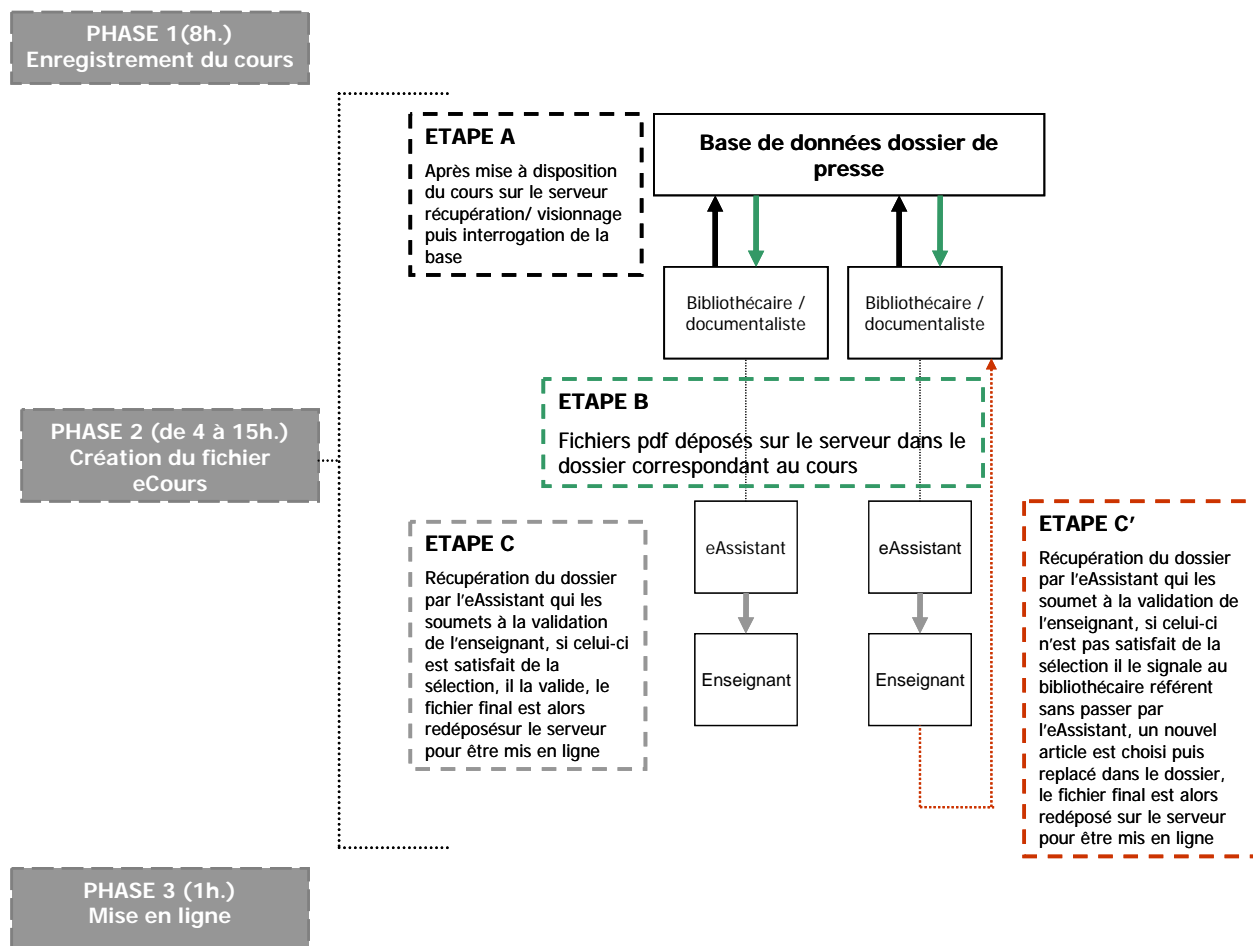 PHASE 1(8h.)
Enregistrement du cours
ETAPE A
Après mise à disposition
du cours sur le serveur
récupération/ visionnage
puis interrogation de la
base
Base de données dossier de
presse
Bibliothécaire /
documentaliste
Bibliothécaire /
documentaliste
PHASE 2 (de 4 à 15h.)
Création du fichier
eCours
ETAPE B
Fichiers pdf déposés sur le serveur dans le
dossier correspondant au cours
ETAPE C
Récupération du dossier
par l'eAssistant qui les
soumets à la validation
de l'enseignant, si celui-ci
est satisfait de la
sélection, il la valide, le
fichier final est alors
redéposésur le serveur
pour être mis en ligne
eAssistant
eAssistant
Enseignant
Enseignant
ETAPE C'
Récupération du dossier
par l'eAssistant qui les
soumet à la validation de
l'enseignant, si celui-ci
n'est pas satisfait de la
sélection il le signale au
bibliothécaire référent
sans passer par
l'eAssistant, un nouvel
article est choisi puis
replacé dans le dossier,
le fichier final est alors
redéposé sur le serveur
pour être mis en ligne
PHASE 3 (1h.)
Mise en ligne